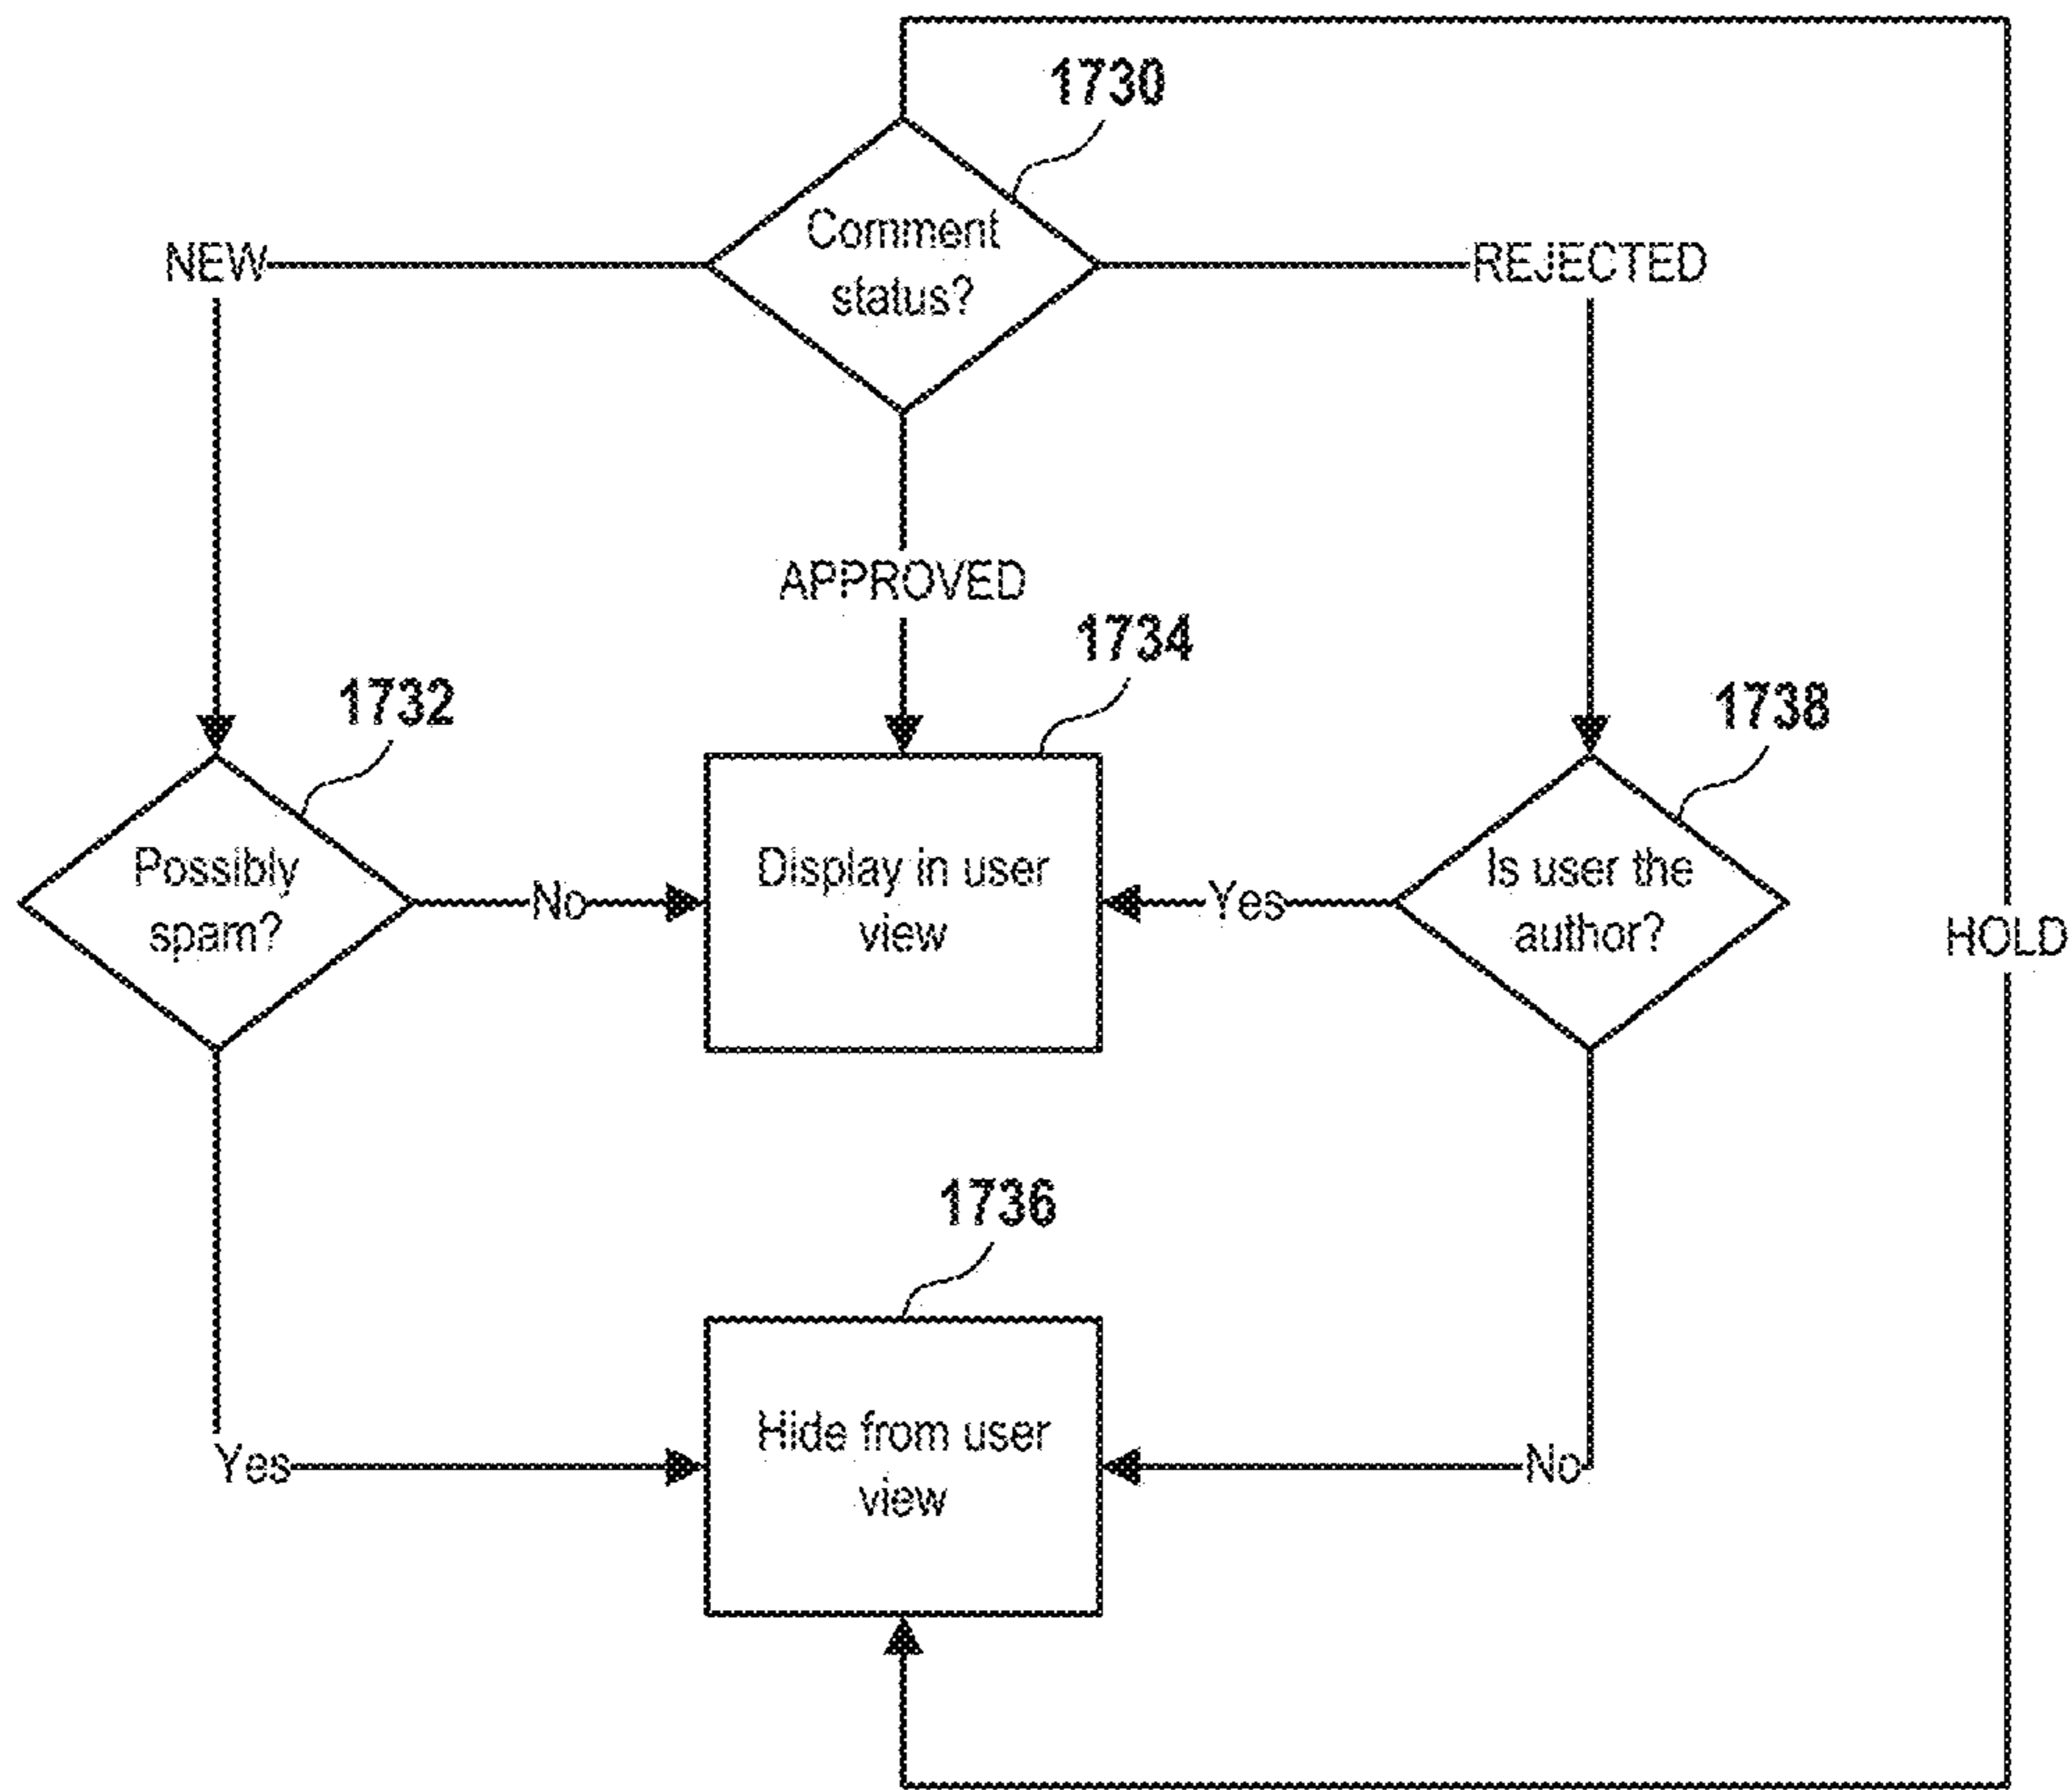 1730
Comment
status?
NEW
REJECTED
APPROVED
1734
1732
1738
Possibly
spam?
No
Display in user
view
Yes
Is user the
author?
HOLD
1736
Hide from user
view
Yes
No